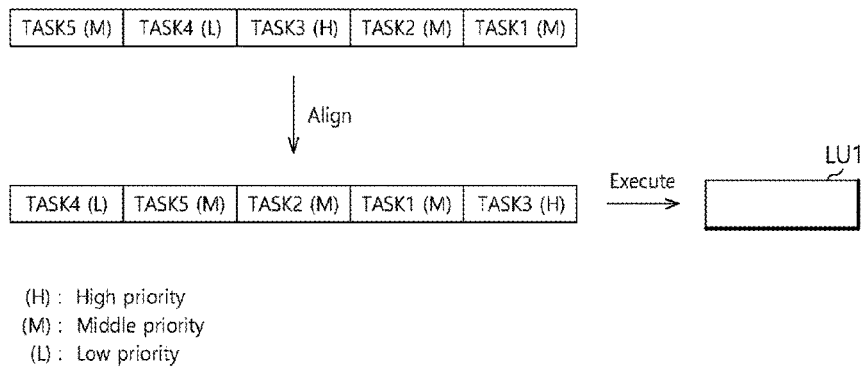 TASK5 (M) TASK4 (L) TASK3 (H) TASK2 (M) TASK1 (M)
Align
LU1
Execute
TASK4 (L) TASK5 (M) TASK2 (M) TASK1 (M) TASK3 (H)
(H) : High priority
(M) : Middle priority
(L) : Low priority